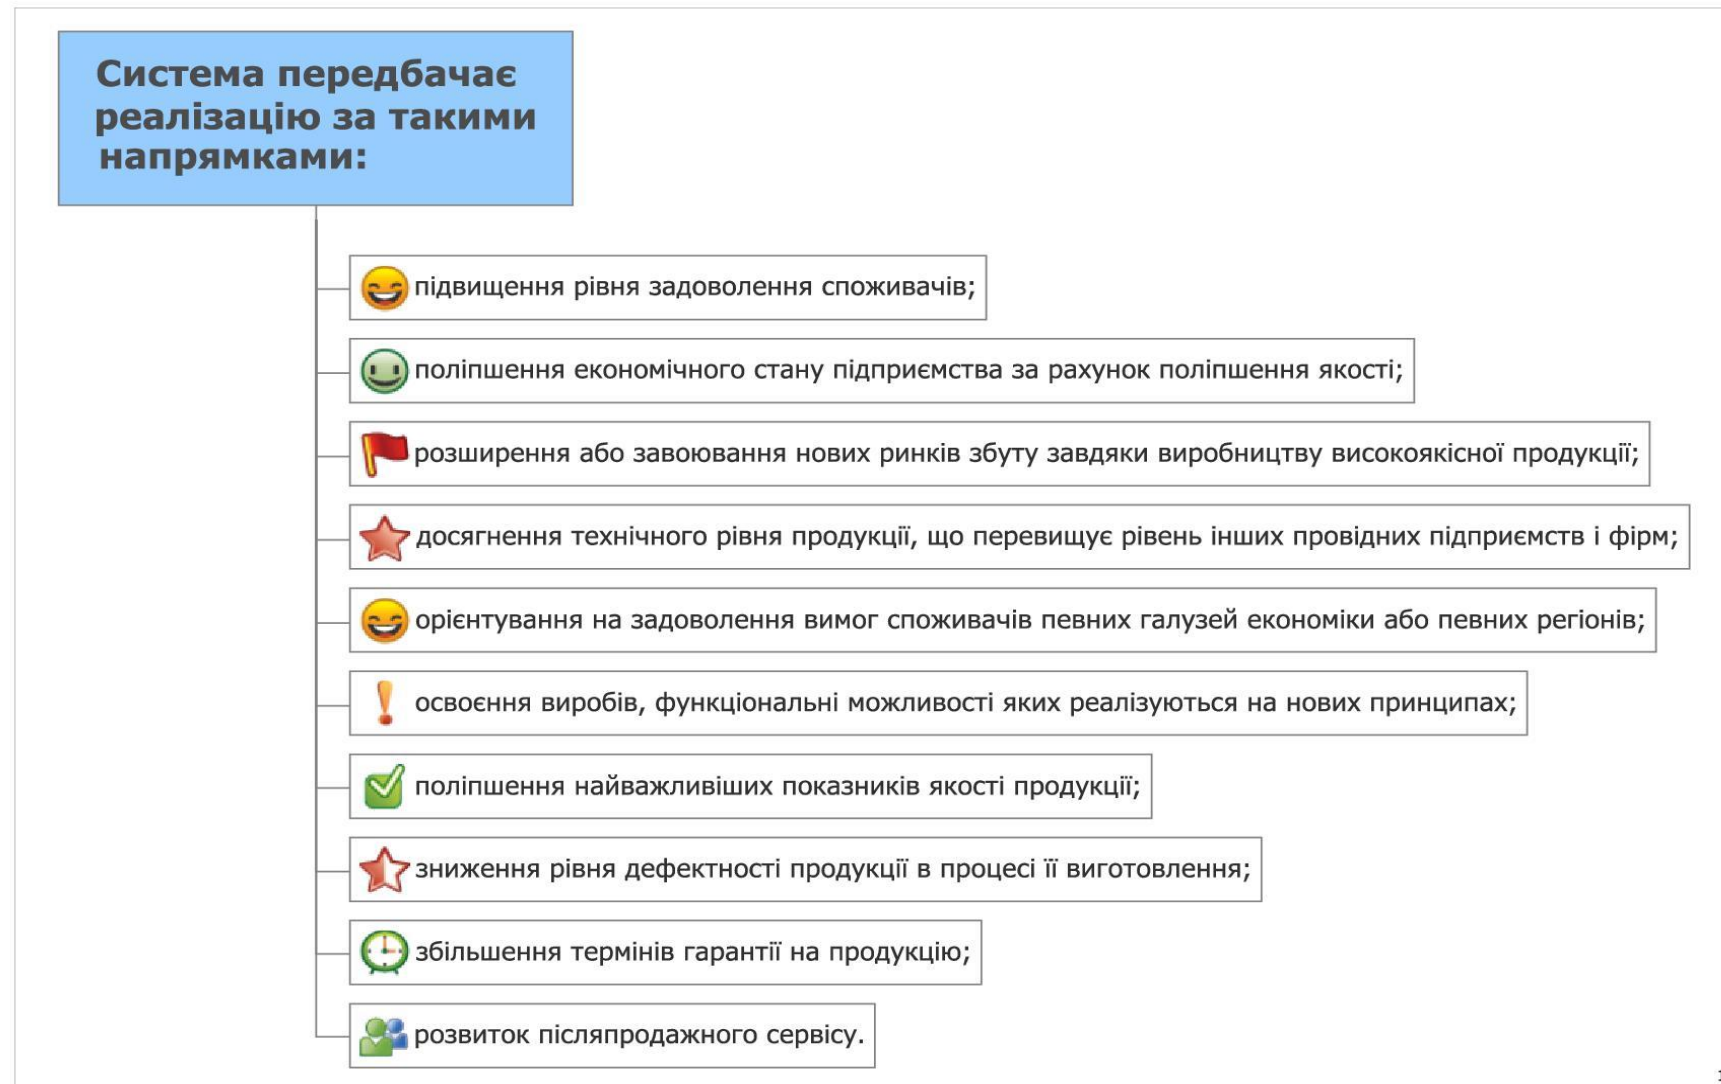 Система передбачає
реалізацію за такими
напрямками:
підвищення рівня задоволення споживачів;
поліпшення економічного стану підприємства за рахунок поліпшення якості;
розширення або завоювання нових ринків збуту завдяки виробництву високоякісної продукції;
досягнення технічного рівня продукції, що перевищує рівень інших провідних підприємств і фірм;
орієнтування на задоволення вимог споживачів певних галузей економіки або певних регіонів;
освоєння виробів, функціональні можливості яких реалізуються на нових принципах;
поліпшення найважливіших показників якості продукції;
зниження рівня дефектності продукції в процесі її виготовлення;
збільшення термінів гарантії на продукцію;
розвиток післяпродажного сервісу.